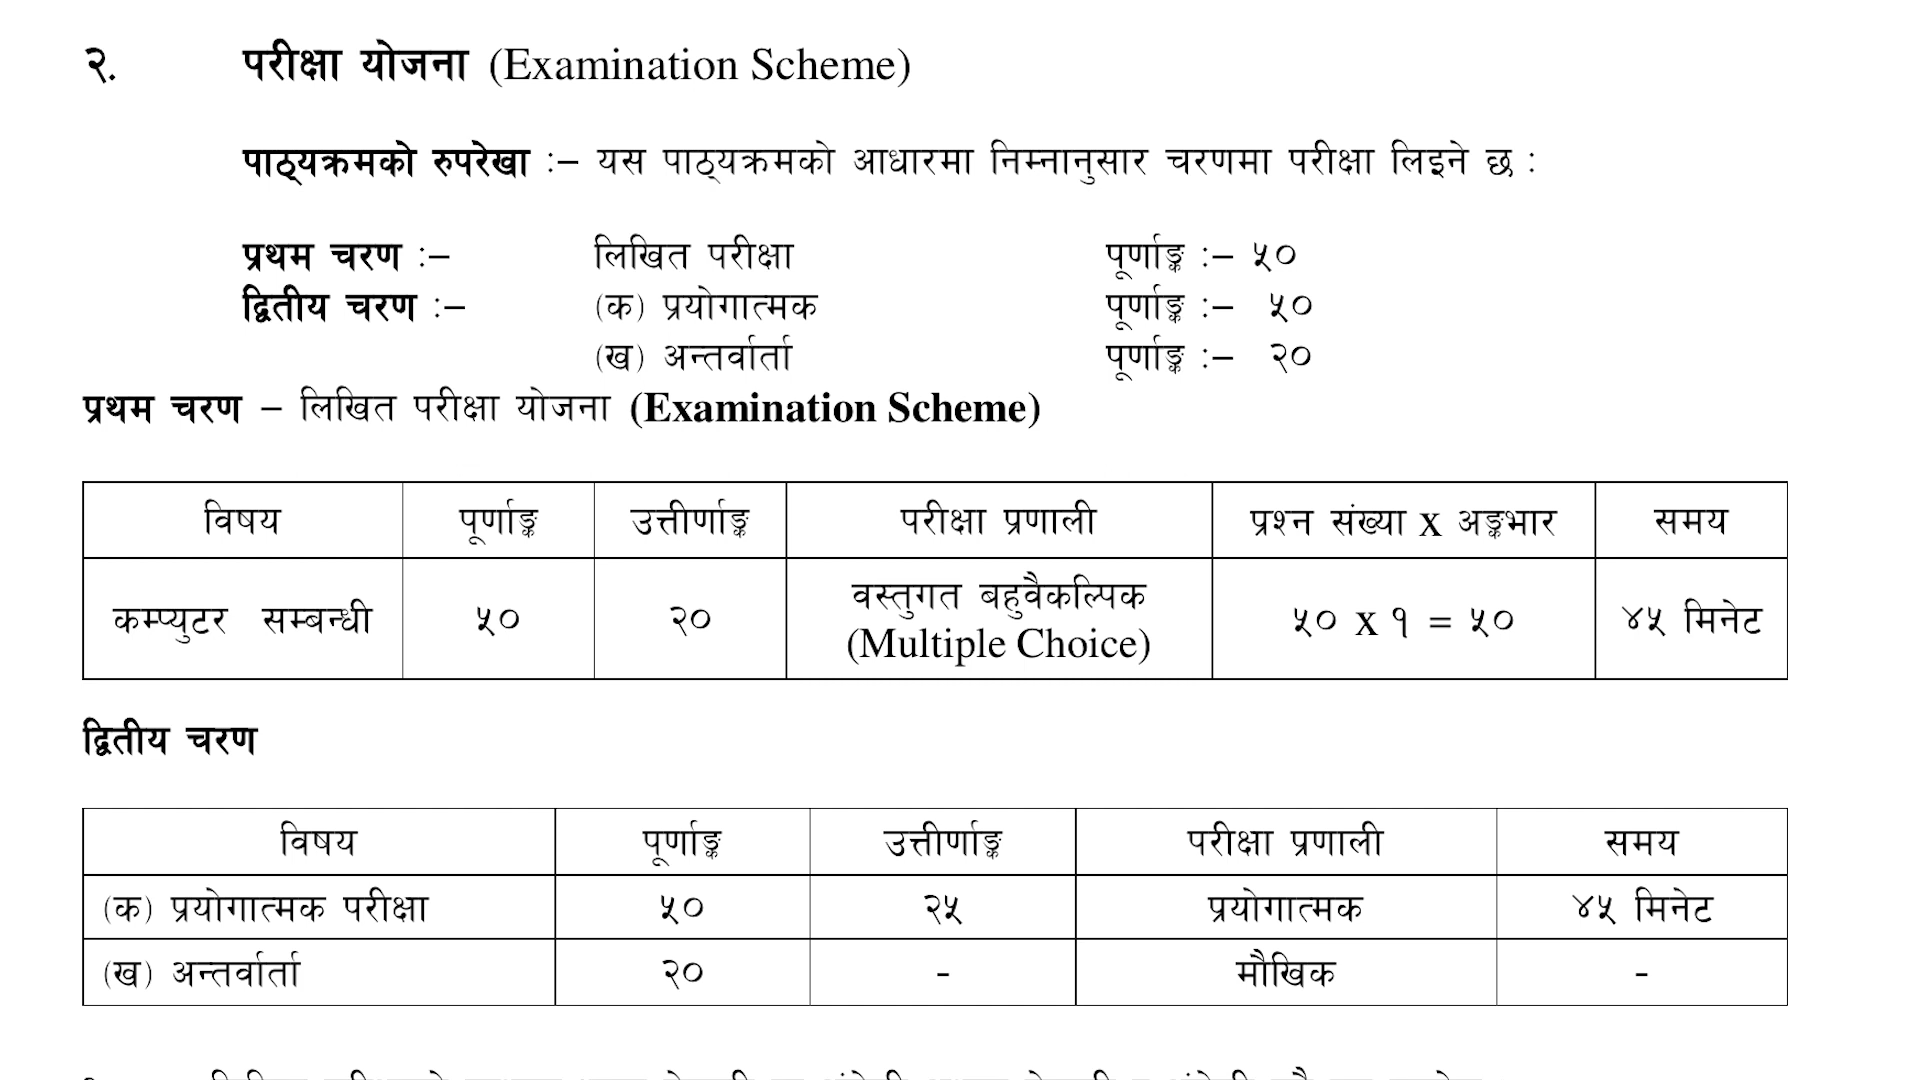 २. परीक्षा योजना (Examination Scheme)
पाठ्यक्रमको रुपरेखा :– यस पाठ्यक्रमको आधारमा निम्नानुसार चरणमा परीक्षा लिइने छ :
प्रथम चरण :– लिखित परीक्षा पूर्णाङ्क :– ५०
द्वितीय चरण :– (क) प्रयोगात्मक पूर्णाङ्क :– ५०
(ख) अन्तर्वार्ता पूर्णाङ्क :– २०
प्रथम चरण – लिखित परीक्षा योजना (Examination Scheme)
विषय पूर्णाङ्क उत्तीर्णाङ्क परीक्षा प्रणाली प्रश्न संख्या x अङ्कभार समय
कम्प्युटर सम्बन्धी ५० २० वस्तुगत बहुवैकल्पिक (Multiple Choice) ५० x १ = ५० ४५ मिनेट
द्वितीय चरण
विषय पूर्णाङ्क उत्तीर्णाङ्क परीक्षा प्रणाली समय
(क) प्रयोगात्मक परीक्षा ५० २५ प्रयोगात्मक ४५ मिनेट
(ख) अन्तर्वार्ता २० - मौखिक -